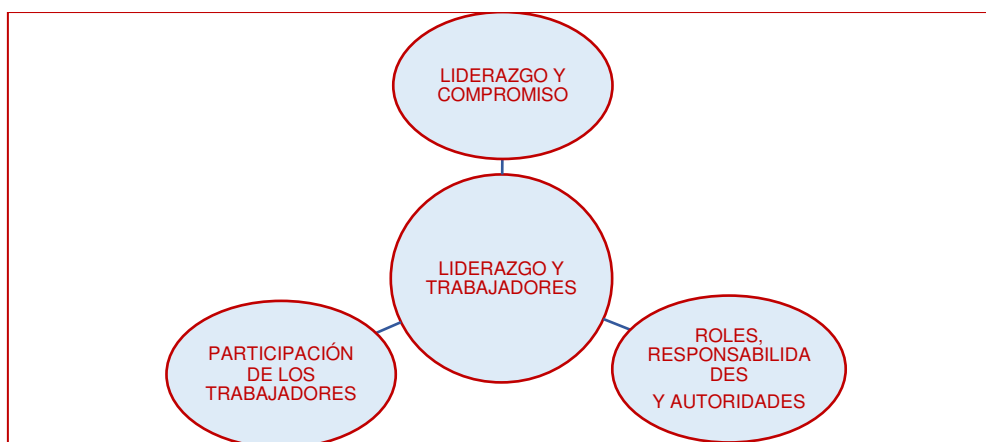 LIDERAZGO Y
COMPROMISO
LIDERAZGO Y
TRABAJADORES
PARTICIPACIÓN
DE LOS
TRABAJADORES
ROLES,
RESPONSABILIDA
DES
Y AUTORIDADES